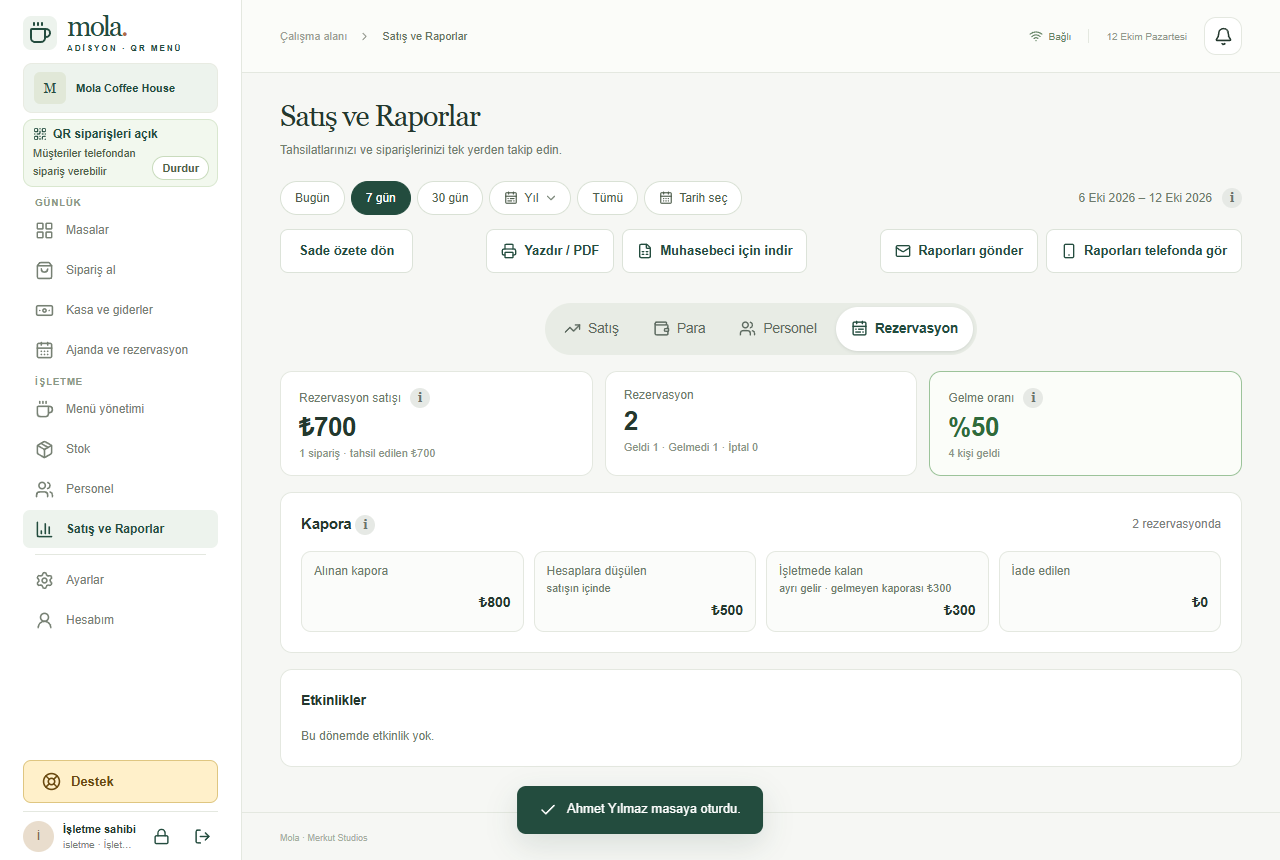 mola.
ADİSYON · QR MENÜ
M
Mola Coffee House
QR siparişleri açık
Müşteriler telefondan
sipariş verebilir
Durdur
GÜNLÜK
Masalar
Sipariş al
Kasa ve giderler
Ajanda ve rezervasyon
İŞLETME
Menü yönetimi
Stok
Personel
Satış ve Raporlar
Ayarlar
Hesabım
Destek
İ
İşletme sahibi
isletme · İşlet...
Çalışma alanı
Satış ve Raporlar
Bağlı
12 Ekim Pazartesi
Satış ve Raporlar
Tahsilatlarınızı ve siparişlerinizi tek yerden takip edin.
Bugün
7 gün
30 gün
Yıl
Tümü
Tarih seç
6 Eki 2026 – 12 Eki 2026
i
Sade özete dön
Yazdır / PDF
Muhasebeci için indir
Raporları gönder
Raporları telefonda gör
Satış
Para
Personel
Rezervasyon
Rezervasyon satışı
i
₺700
1 sipariş · tahsil edilen ₺700
Rezervasyon
2
Geldi 1 · Gelmedi 1 · İptal 0
Gelme oranı
i
%50
4 kişi geldi
Kapora
i
2 rezervasyonda
Alınan kapora
₺800
Hesaplara düşülen
satışın içinde
₺500
İşletmede kalan
ayrı gelir · gelmeyen kaporası ₺300
₺300
İade edilen
₺0
Etkinlikler
Bu dönemde etkinlik yok.
Ahmet Yılmaz masaya oturdu.
Mola · Merkut Studios